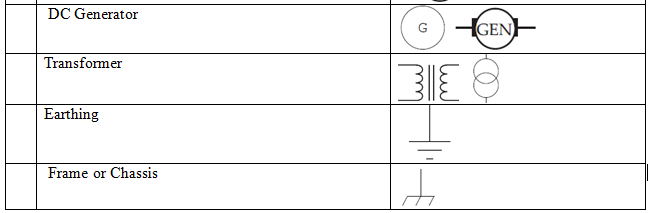 DC Generator
G
GEN
Transformer
Earthing
Frame or Chassis